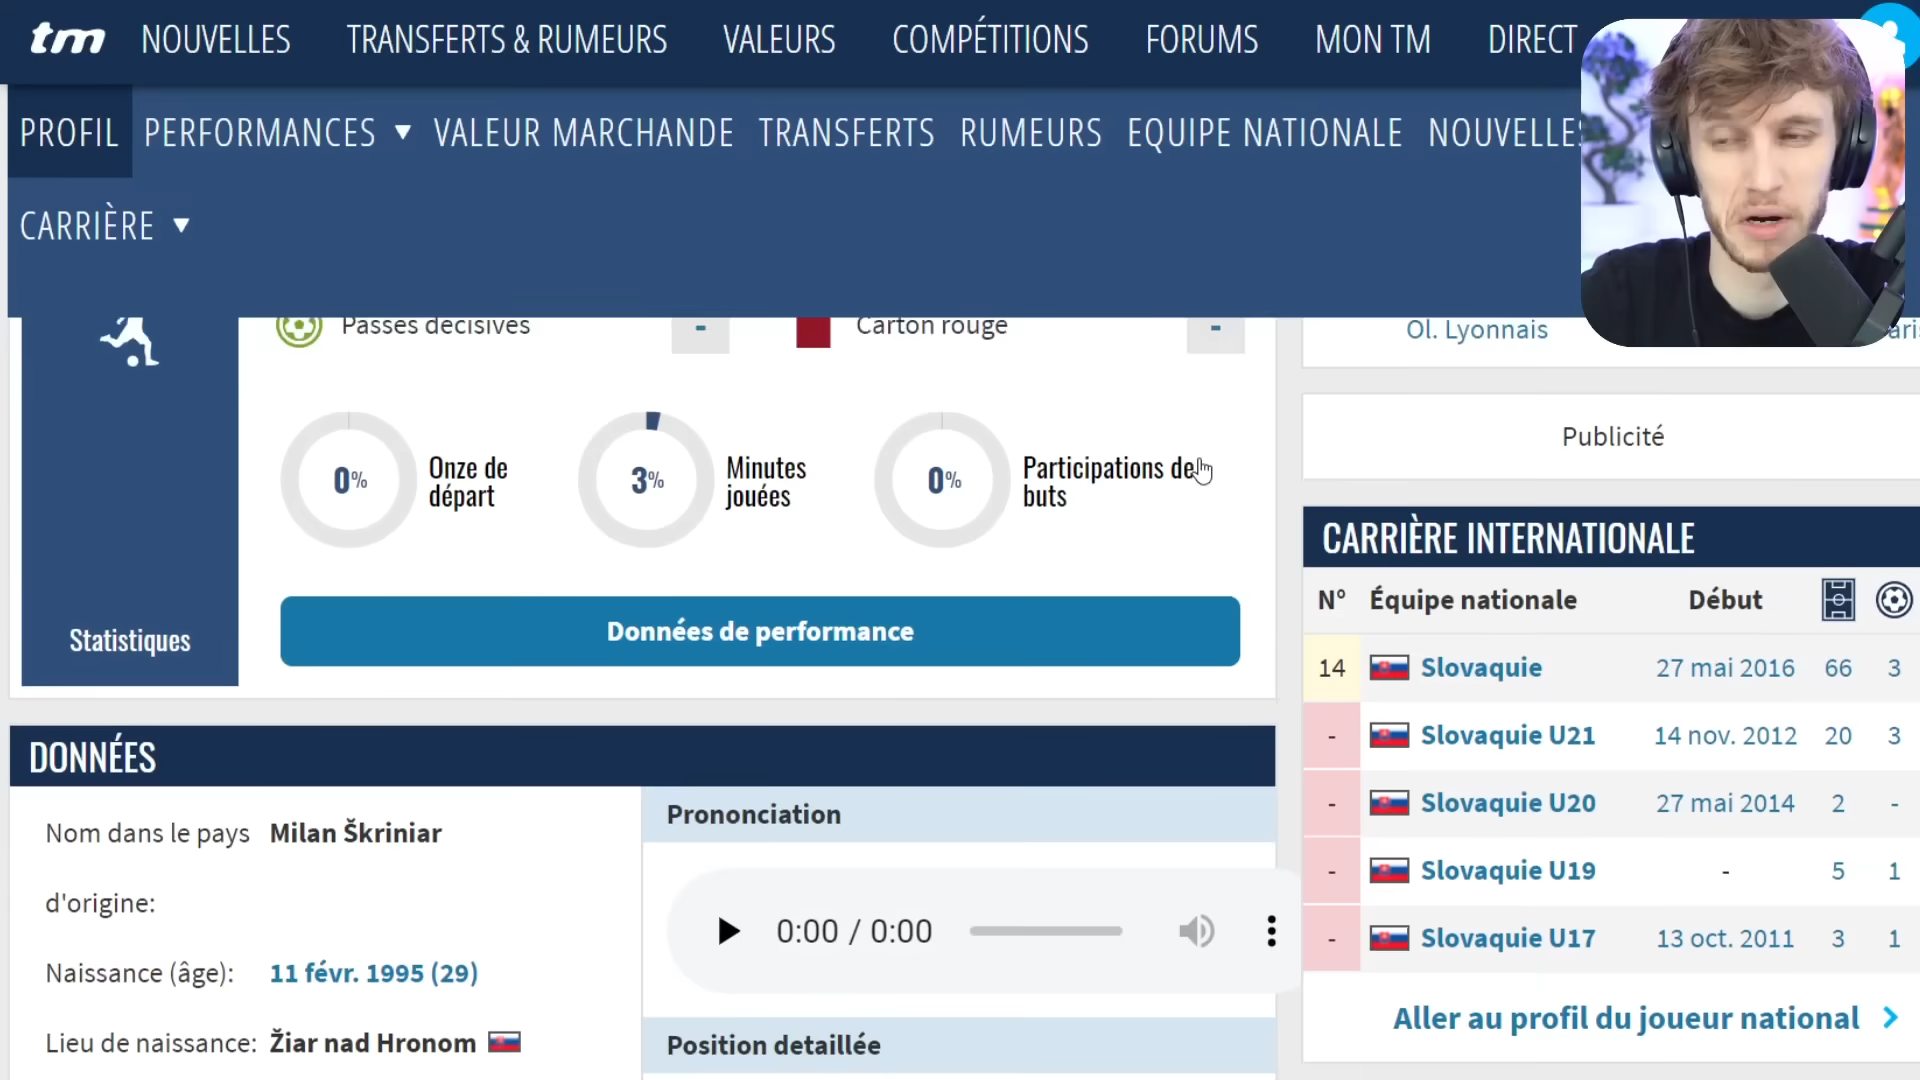 tm NOUVELLES TRANSFERTS & RUMEURS VALEURS COMPÉTITIONS FORUMS MON TM DIRECT
PROFIL PERFORMANCES ▼ VALEUR MARCHANDE TRANSFERTS RUMEURS EQUIPE NATIONALE NOUVELLES
CARRIÈRE ▼
Passes décisives -
Carton rouge -
Ol. Lyonnais
0% Onze de départ
3% Minutes jouées
0% Participations de buts
Publicité
Données de performance
Statistiques
CARRIÈRE INTERNATIONALE
N° Équipe nationale Début
14 Slovaquie 27 mai 2016 66 3
- Slovaquie U21 14 nov. 2012 20 3
- Slovaquie U20 27 mai 2014 2 -
- Slovaquie U19 - 5 1
- Slovaquie U17 13 oct. 2011 3 1
Aller au profil du joueur national
DONNÉES
Nom dans le pays d'origine: Milan Škriniar
Naissance (âge): 11 févr. 1995 (29)
Lieu de naissance: Žiar nad Hronom
Prononciation
0:00 / 0:00
Position detaillée